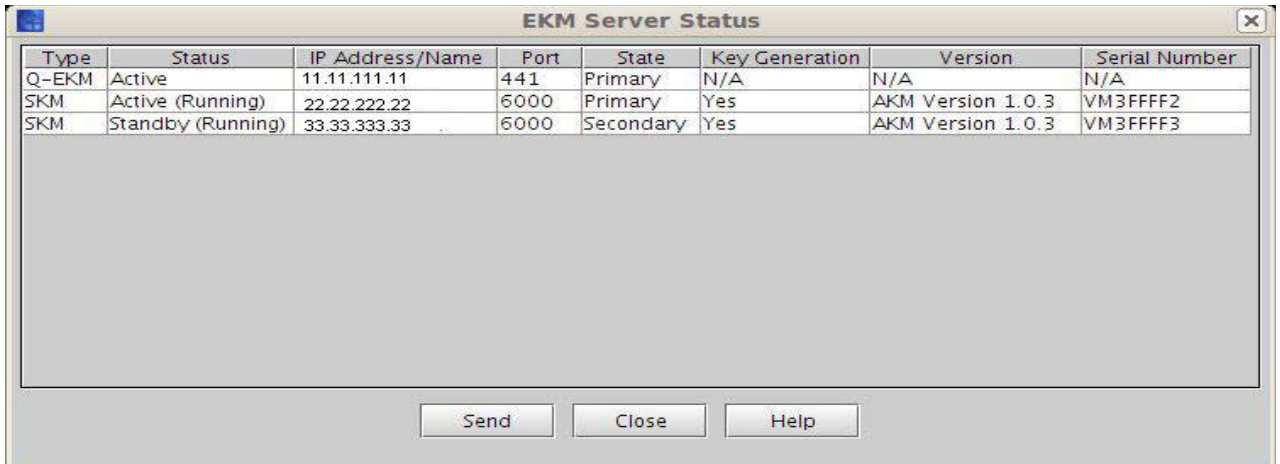 EKM Server Status
Type Status IP Address/Name Port State Key Generation Version Serial Number
Q-EKM Active 11.11.111.11 441 Primary N/A N/A N/A
SKM Active (Running) 22.22.222.22 6000 Primary Yes AKM Version 1.0.3 VM3FFFF2
SKM Standby (Running) 33.33.333.33 6000 Secondary Yes AKM Version 1.0.3 VM3FFFF3
Send Close Help